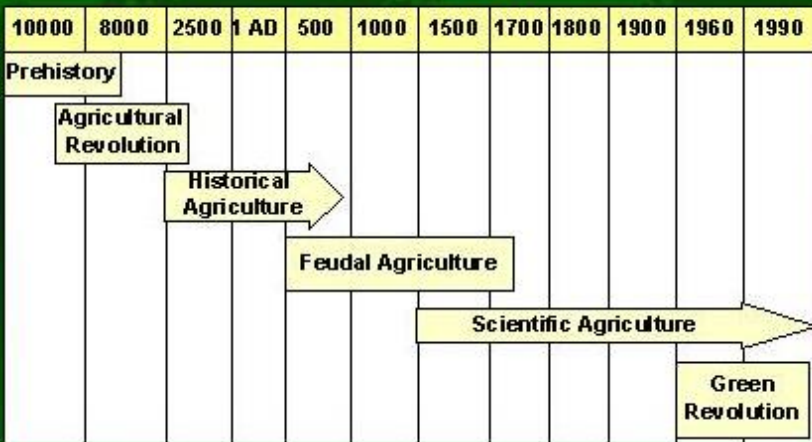 10000 8000 2500 1 AD 500 1000 1500 1700 1800 1900 1960 1990
Prehistory
Agricultural
Revolution
Historical
Agriculture
Feudal Agriculture
Scientific Agriculture
Green
Revolution